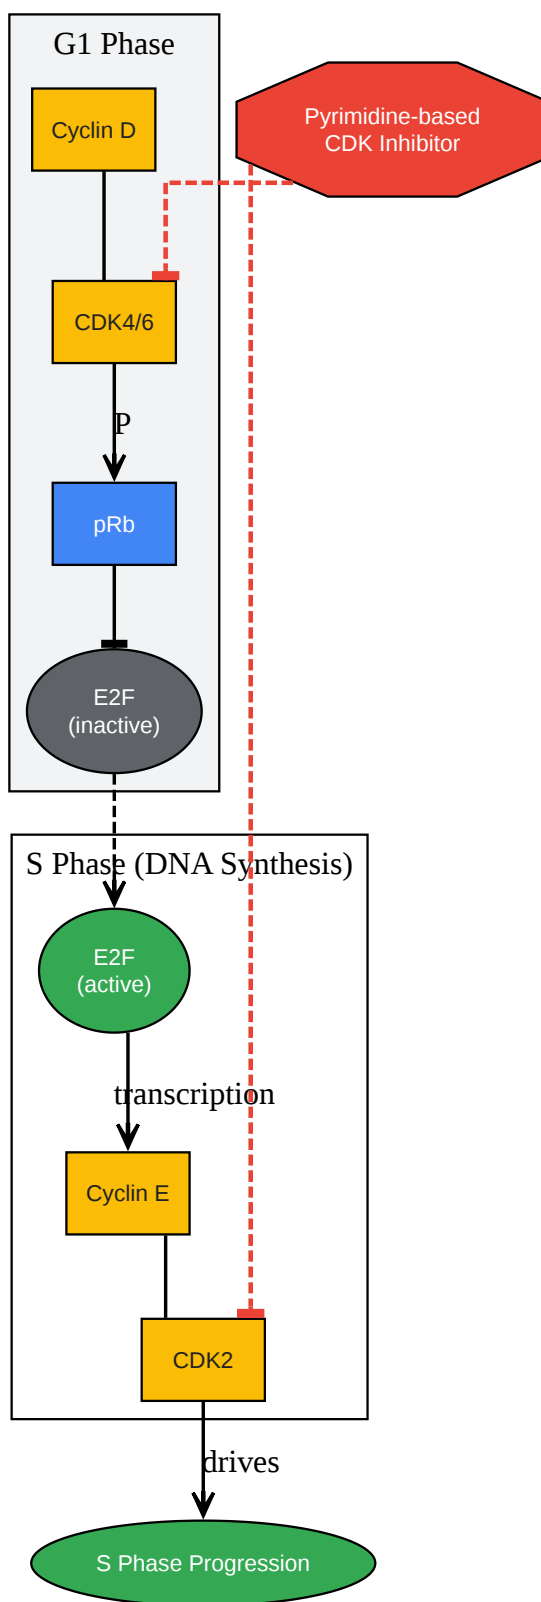 G1 Phase
Cyclin D
Pyrimidine-based
CDK Inhibitor
CDK4/6
P
pRb
E2F
(inactive)
S Phase (DNA Synthesis)
E2F
(active)
transcription
Cyclin E
CDK2
drives
S Phase Progression